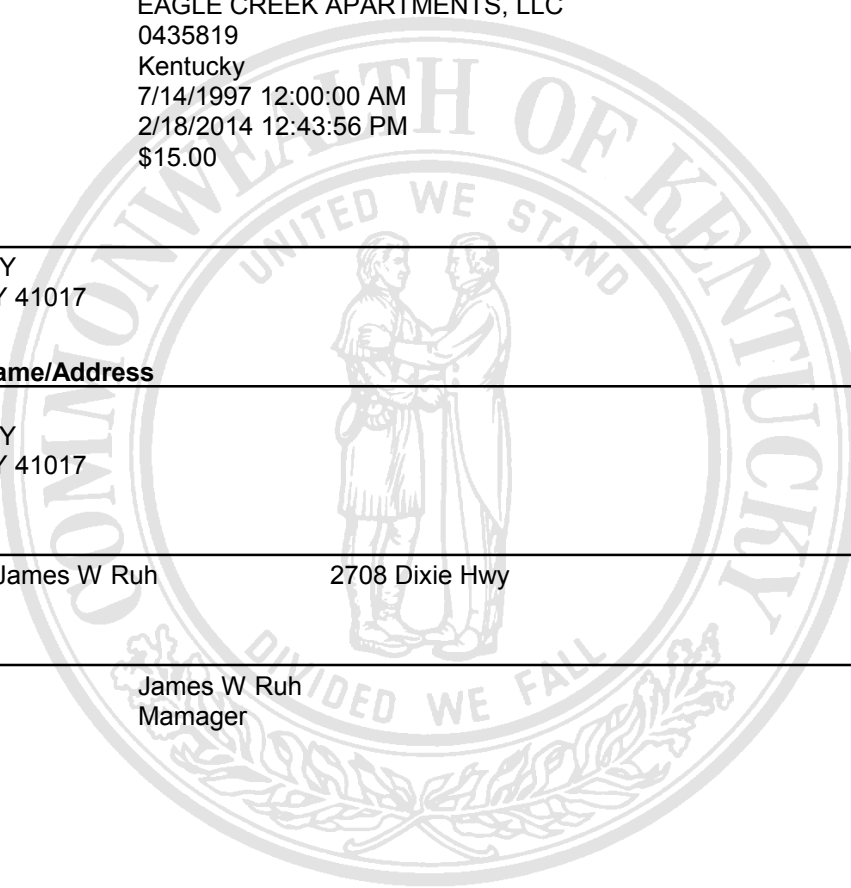 EAGLE CREEK APARTMENTS, LLC
0435819
Kentucky
7/14/1997 12:00:00 AM
2/18/2014 12:43:56 PM
$15.00
COMMONWEALTH OF KENTUCKY
UNITED WE STAND
Y
Y 41017
ame/Address
Y
Y 41017
James W Ruh 2708 Dixie Hwy
DIVIDED WE FALL
James W Ruh
Mamager